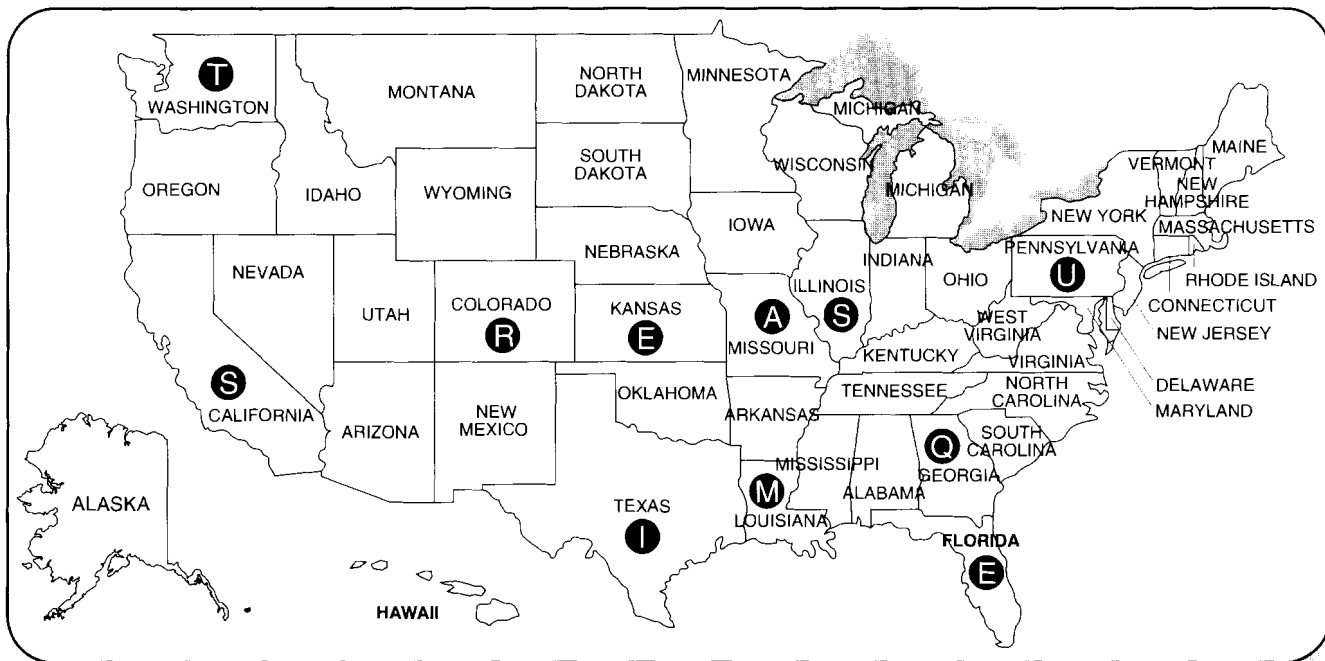 T
WASHINGTON
OREGON
IDAHO
MONTANA
WYOMING
NORTH
DAKOTA
SOUTH
DAKOTA
MINNESOTA
WISCONSIN
MICHIGAN
MICHIGAN
IOWA
NEBRASKA
NEVADA
UTAH
COLORADO
R
KANSAS
E
A
MISSOURI
ILLINOIS
S
INDIANA
OHIO
PENNSYLVANIA
U
NEW YORK
VERMONT
NEW
HAMPSHIRE
MAINE
MASSACHUSETTS
RHODE ISLAND
CONNECTICUT
NEW JERSEY
DELAWARE
MARYLAND
WEST
VIRGINIA
VIRGINIA
KENTUCKY
TENNESSEE
NORTH
CAROLINA
SOUTH
CAROLINA
S
CALIFORNIA
ARIZONA
NEW
MEXICO
OKLAHOMA
ARKANSAS
MISSISSIPPI
ALABAMA
Q
GEORGIA
TEXAS
I
M
LOUISIANA
FLORIDA
E
ALASKA
HAWAII